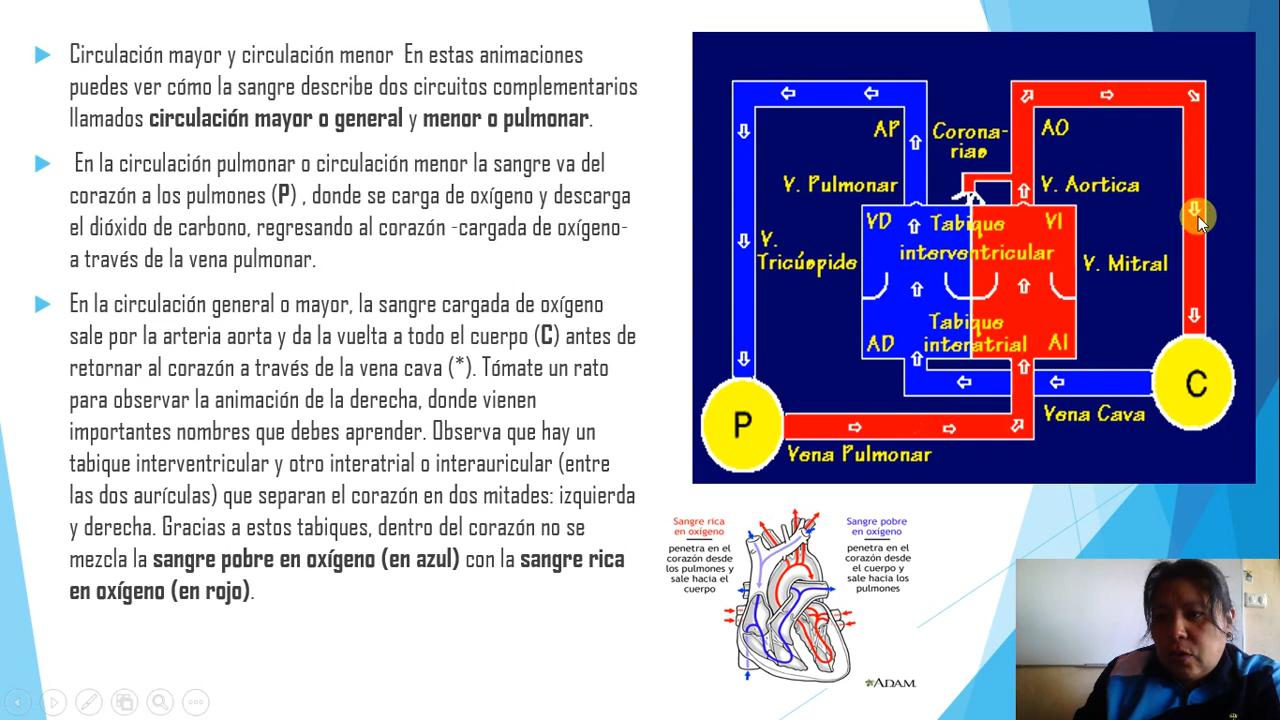 Circulación mayor y circulación menor  En estas animaciones
puedes ver cómo la sangre describe dos circuitos complementarios
llamados circulación mayor o general y menor o pulmonar.
En la circulación pulmonar o circulación menor la sangre va del
corazón a los pulmones (P) , donde se carga de oxígeno y descarga
el dióxido de carbono, regresando al corazón -cargada de oxígeno-
a través de la vena pulmonar.
En la circulación general o mayor, la sangre cargada de oxígeno
sale por la arteria aorta y da la vuelta a todo el cuerpo (C) antes de
retornar al corazón a través de la vena cava (*). Tómate un rato
para observar la animación de la derecha, donde vienen
importantes nombres que debes aprender. Observa que hay un
tabique interventricular y otro interatrial o interauricular (entre
las dos aurículas) que separan el corazón en dos mitades: izquierda
y derecha. Gracias a estos tabiques, dentro del corazón no se
mezcla la sangre pobre en oxígeno (en azul) con la sangre rica
en oxígeno (en rojo).
AP
Corona-
rias
AO
V. Pulmonar
V. Aortica
VD
Tabique
interventricular
VI
V.
Tricúspide
V. Mitral
Tabique
interatrial
AD
AI
P
C
Vena Cava
Vena Pulmonar
Sangre rica
en oxígeno
penetra en el
corazón desde
los pulmones y
sale hacia el
cuerpo
Sangre pobre
en oxígeno
penetra en el
corazón desde
el cuerpo y
sale hacia los
pulmones
ADAM.